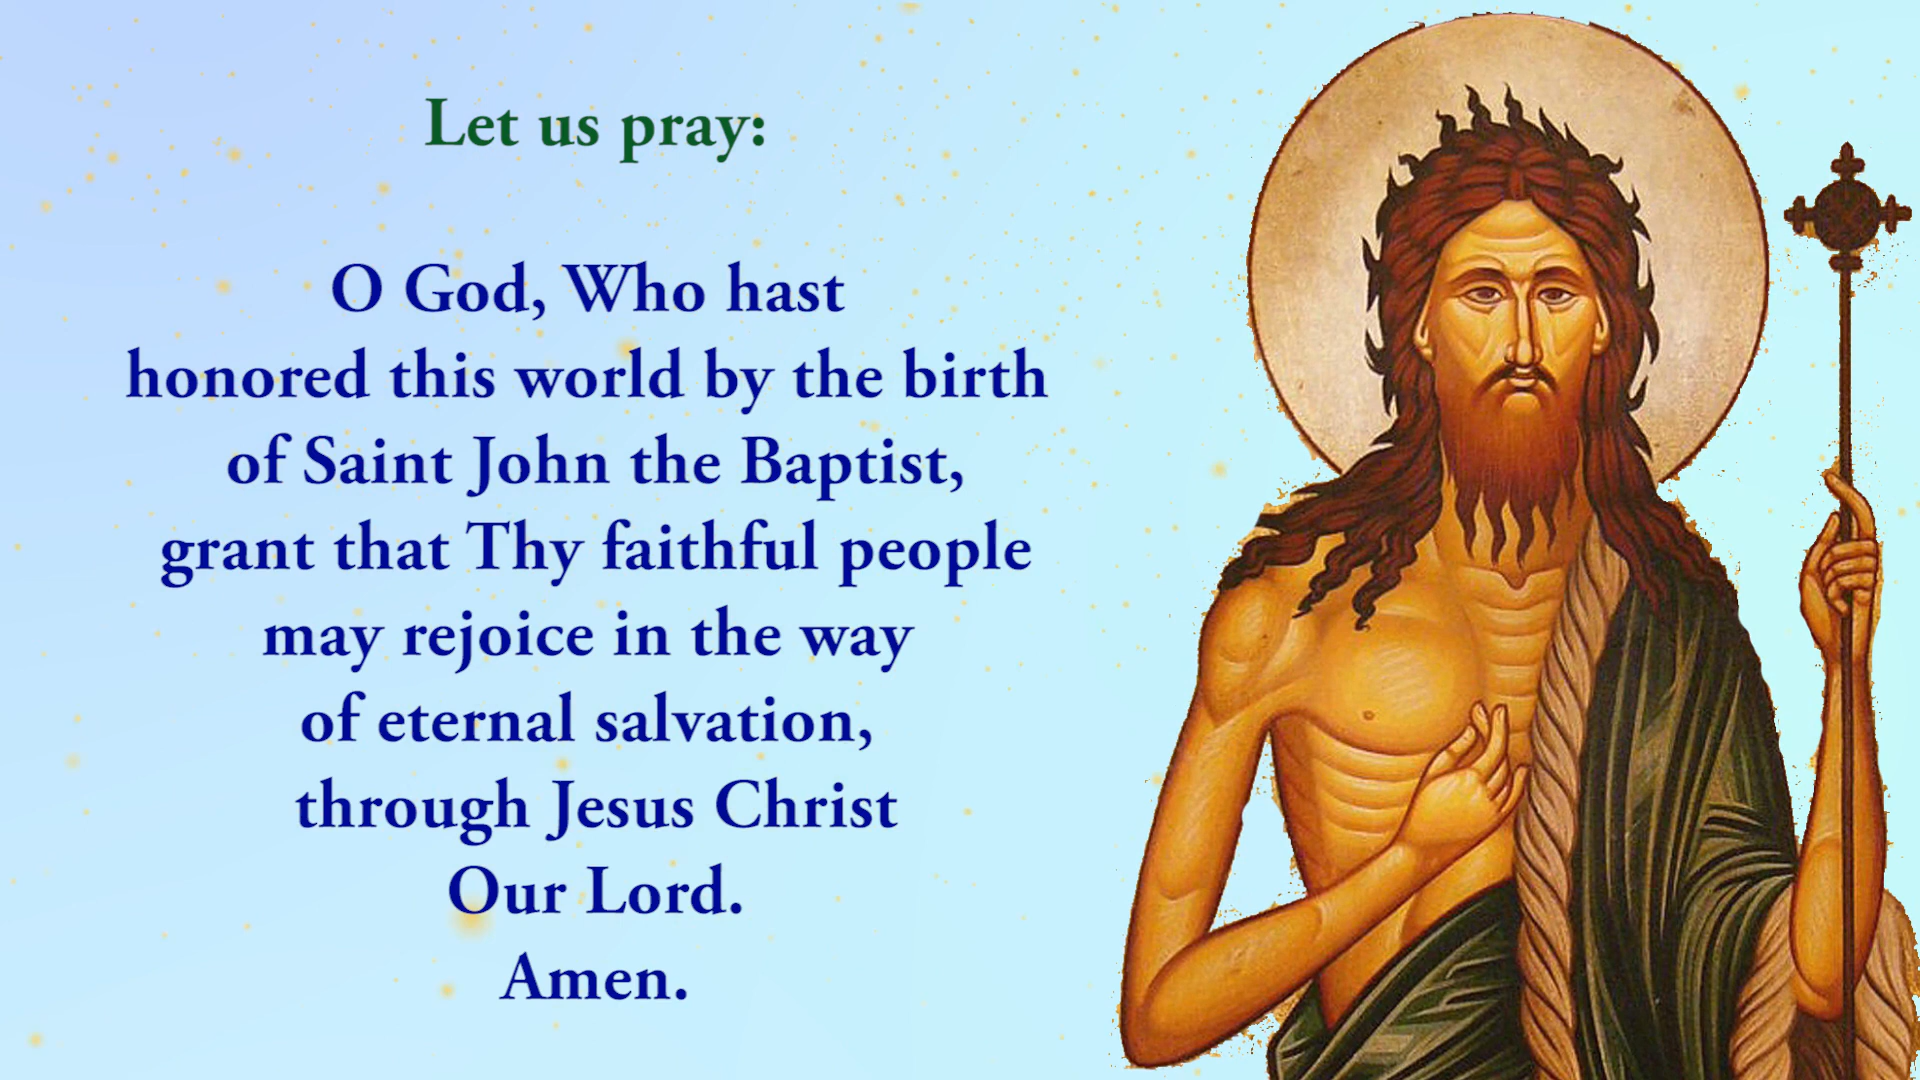 Let us pray:
O God, Who hast
honored this world by the birth
of Saint John the Baptist,
grant that Thy faithful people
may rejoice in the way
of eternal salvation,
through Jesus Christ
Our Lord.
Amen.